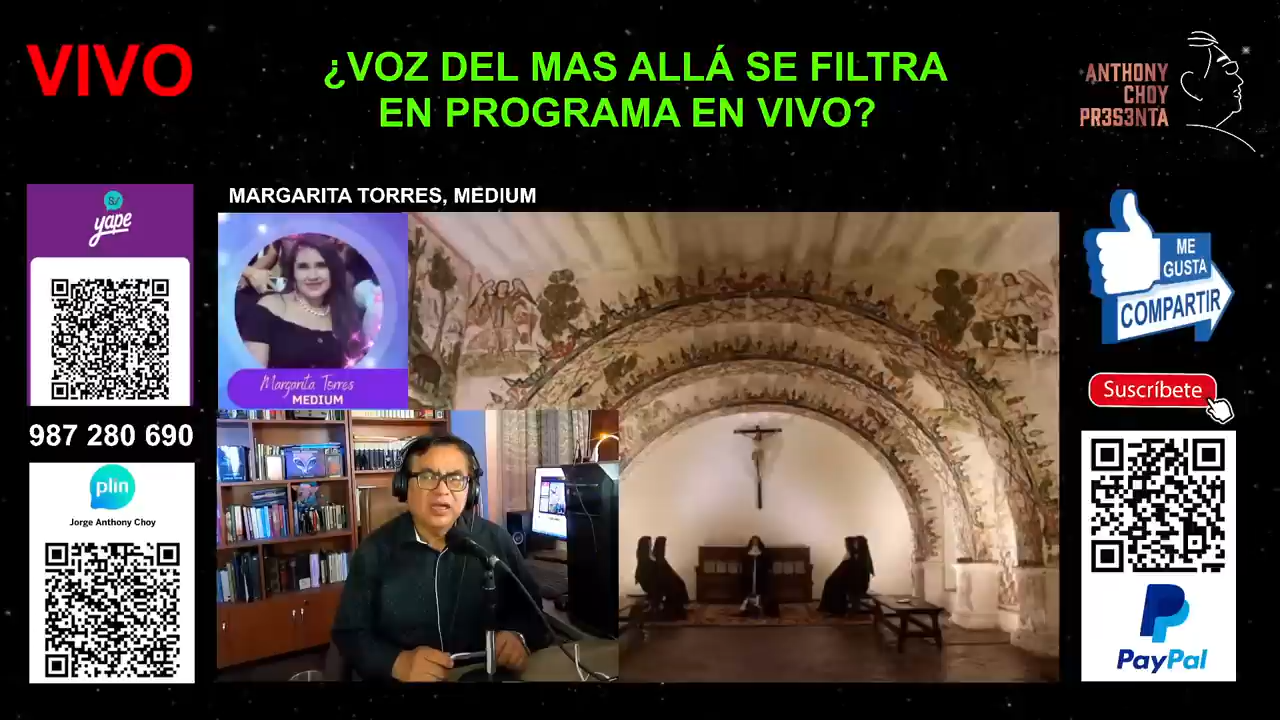 VIVO
¿VOZ DEL MAS ALLÁ SE FILTRA
EN PROGRAMA EN VIVO?
ANTHONY
CHOY
PR3S3NTA
S/
yape
987 280 690
plin
Jorge Anthony Choy
MARGARITA TORRES, MEDIUM
Margarita Torres
MEDIUM
ME
GUSTA
COMPARTIR
Suscríbete
PayPal